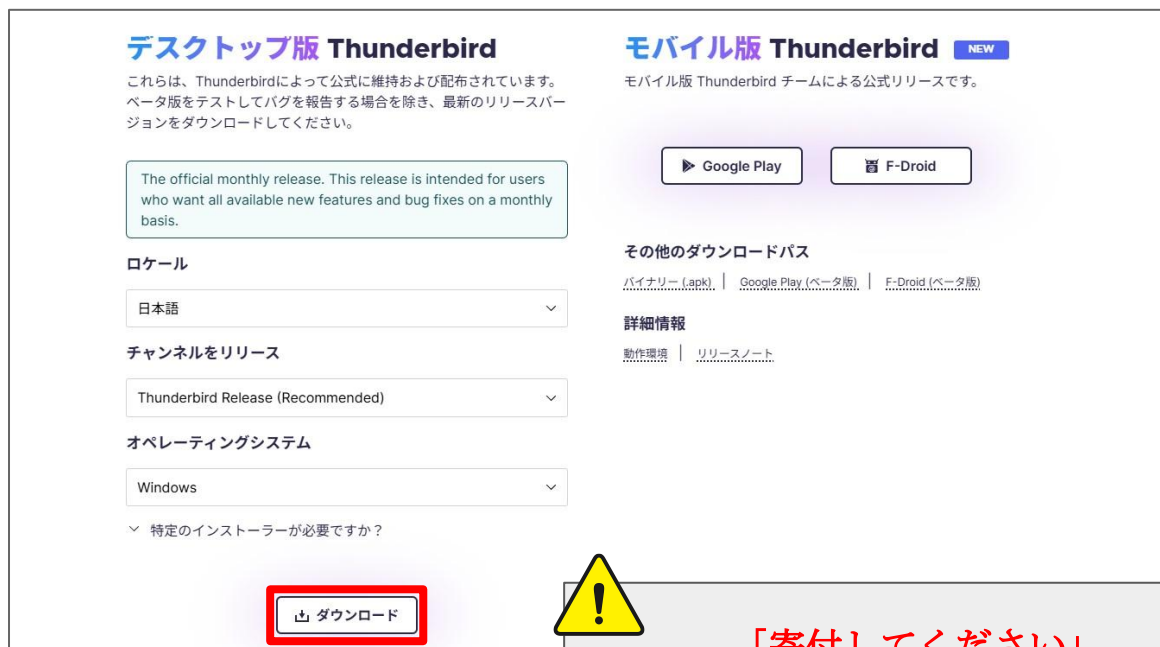 デスクトップ版 Thunderbird
これらは、Thunderbirdによって公式に維持および配布されています。
ベータ版をテストしてバグを報告する場合を除き、最新のリリースバー
ジョンをダウンロードしてください。
The official monthly release. This release is intended for users
who want all available new features and bug fixes on a monthly
basis.
ロケール
日本語
チャンネルをリリース
Thunderbird Release (Recommended)
オペレーティングシステム
Windows
特定のインストーラーが必要ですか？
ダウンロード
モバイル版 Thunderbird NEW
モバイル版 Thunderbird チームによる公式リリースです。
Google Play
F-Droid
その他のダウンロードパス
バイナリー (.apk) | Google Play (ベータ版) | F-Droid (ベータ版)
詳細情報
動作環境 | リリースノート
「寄付してください」